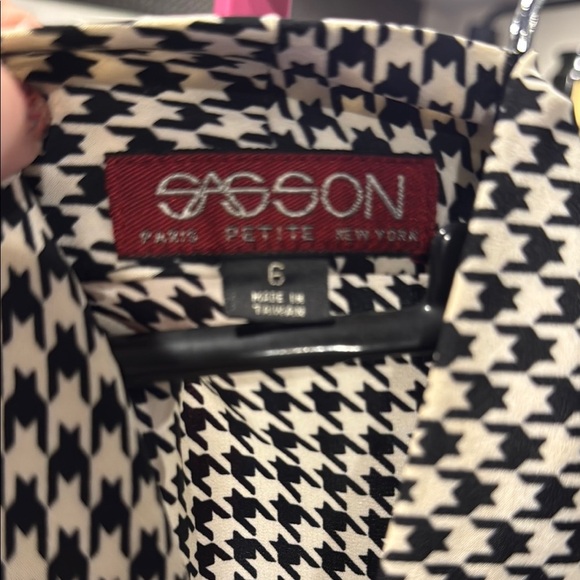 SASSON
PARIS PETITE NEW YORK
6
MADE IN
TAIWAN